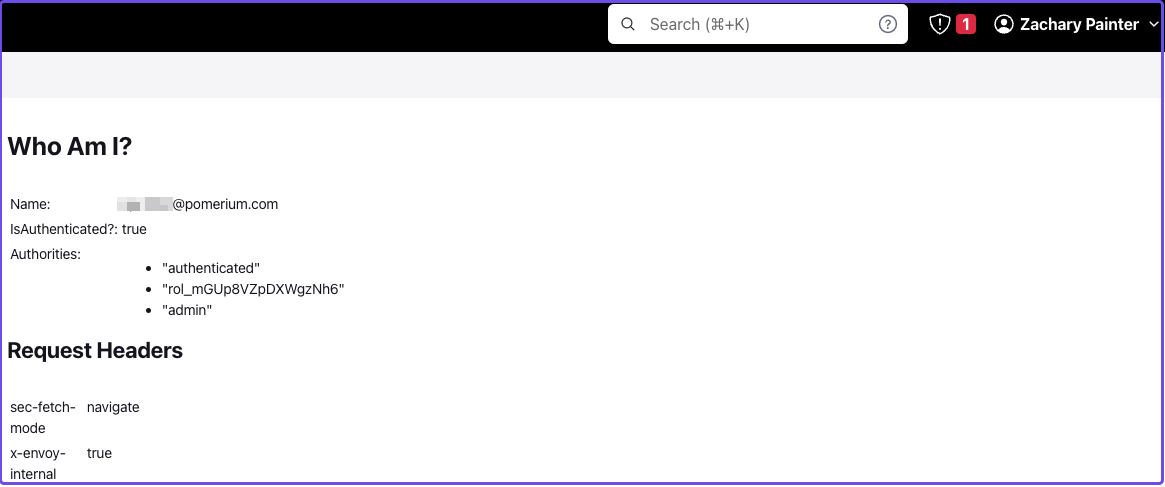 Search (⌘+K) ? 1 Zachary Painter
Who Am I?
Name: @pomerium.com
IsAuthenticated?: true
Authorities:
• "authenticated"
• "rol_mGUp8VZpDXWgzNh6"
• "admin"
Request Headers
sec-fetch- navigate
mode
x-envoy- true
internal